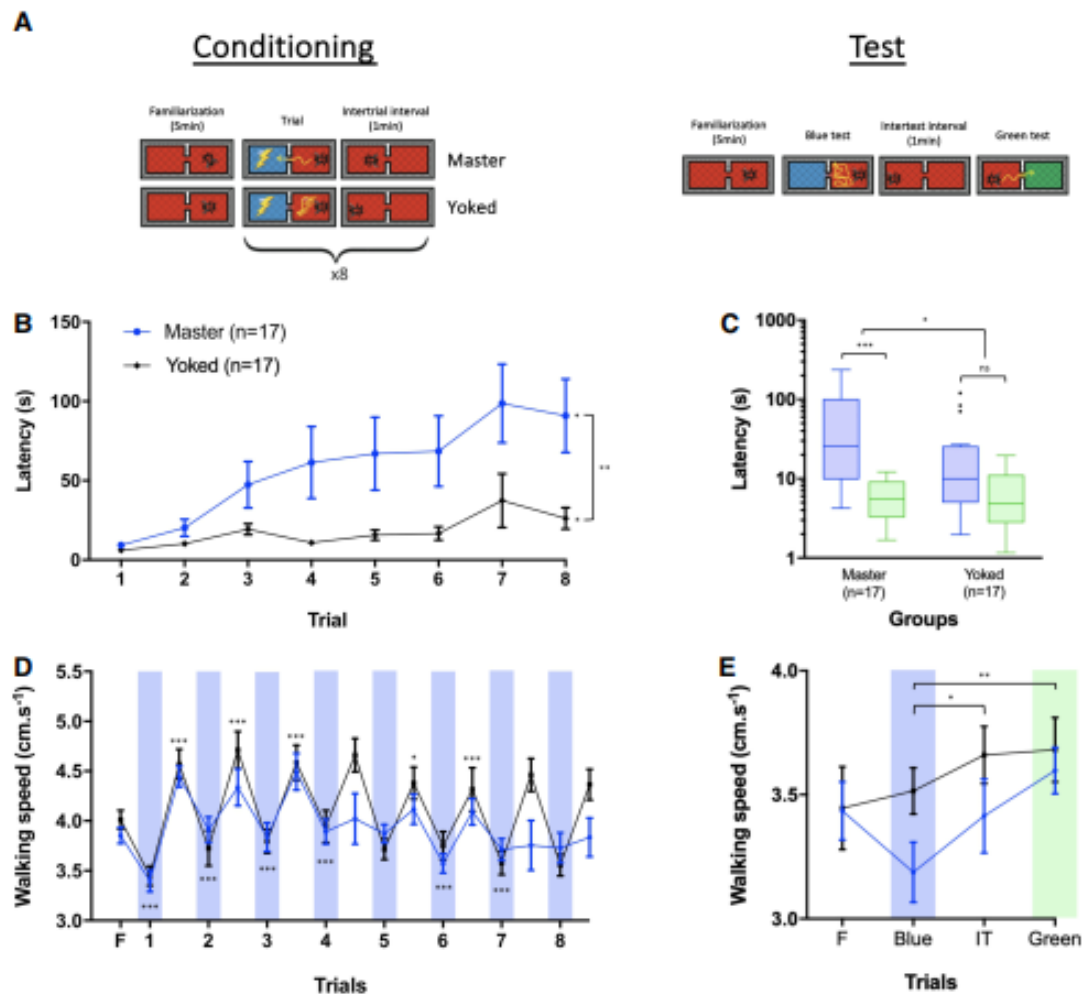 A
Conditioning
Test
Familiarization
(5min)
Trial
Intertrial interval
(1min)
Master
Yoked
x8
Familiarization
(5min)
Blue test
Intertest interval
(1min)
Green test
B
Master (n=17)
Yoked (n=17)
150
100
50
0
Latency (s)
1 2 3 4 5 6 7 8
Trial
**
C
1000
100
10
1
Latency (s)
*
***
ns
Master
(n=17)
Yoked
(n=17)
Groups
D
5.5
5.0
4.5
4.0
3.5
3.0
Walking speed (cm.s⁻¹)
*** *** *** * ***
*** *** *** *** *** ***
F 1 2 3 4 5 6 7 8
Trials
E
4.0
3.5
3.0
Walking speed (cm.s⁻¹)
**
*
F Blue IT Green
Trials